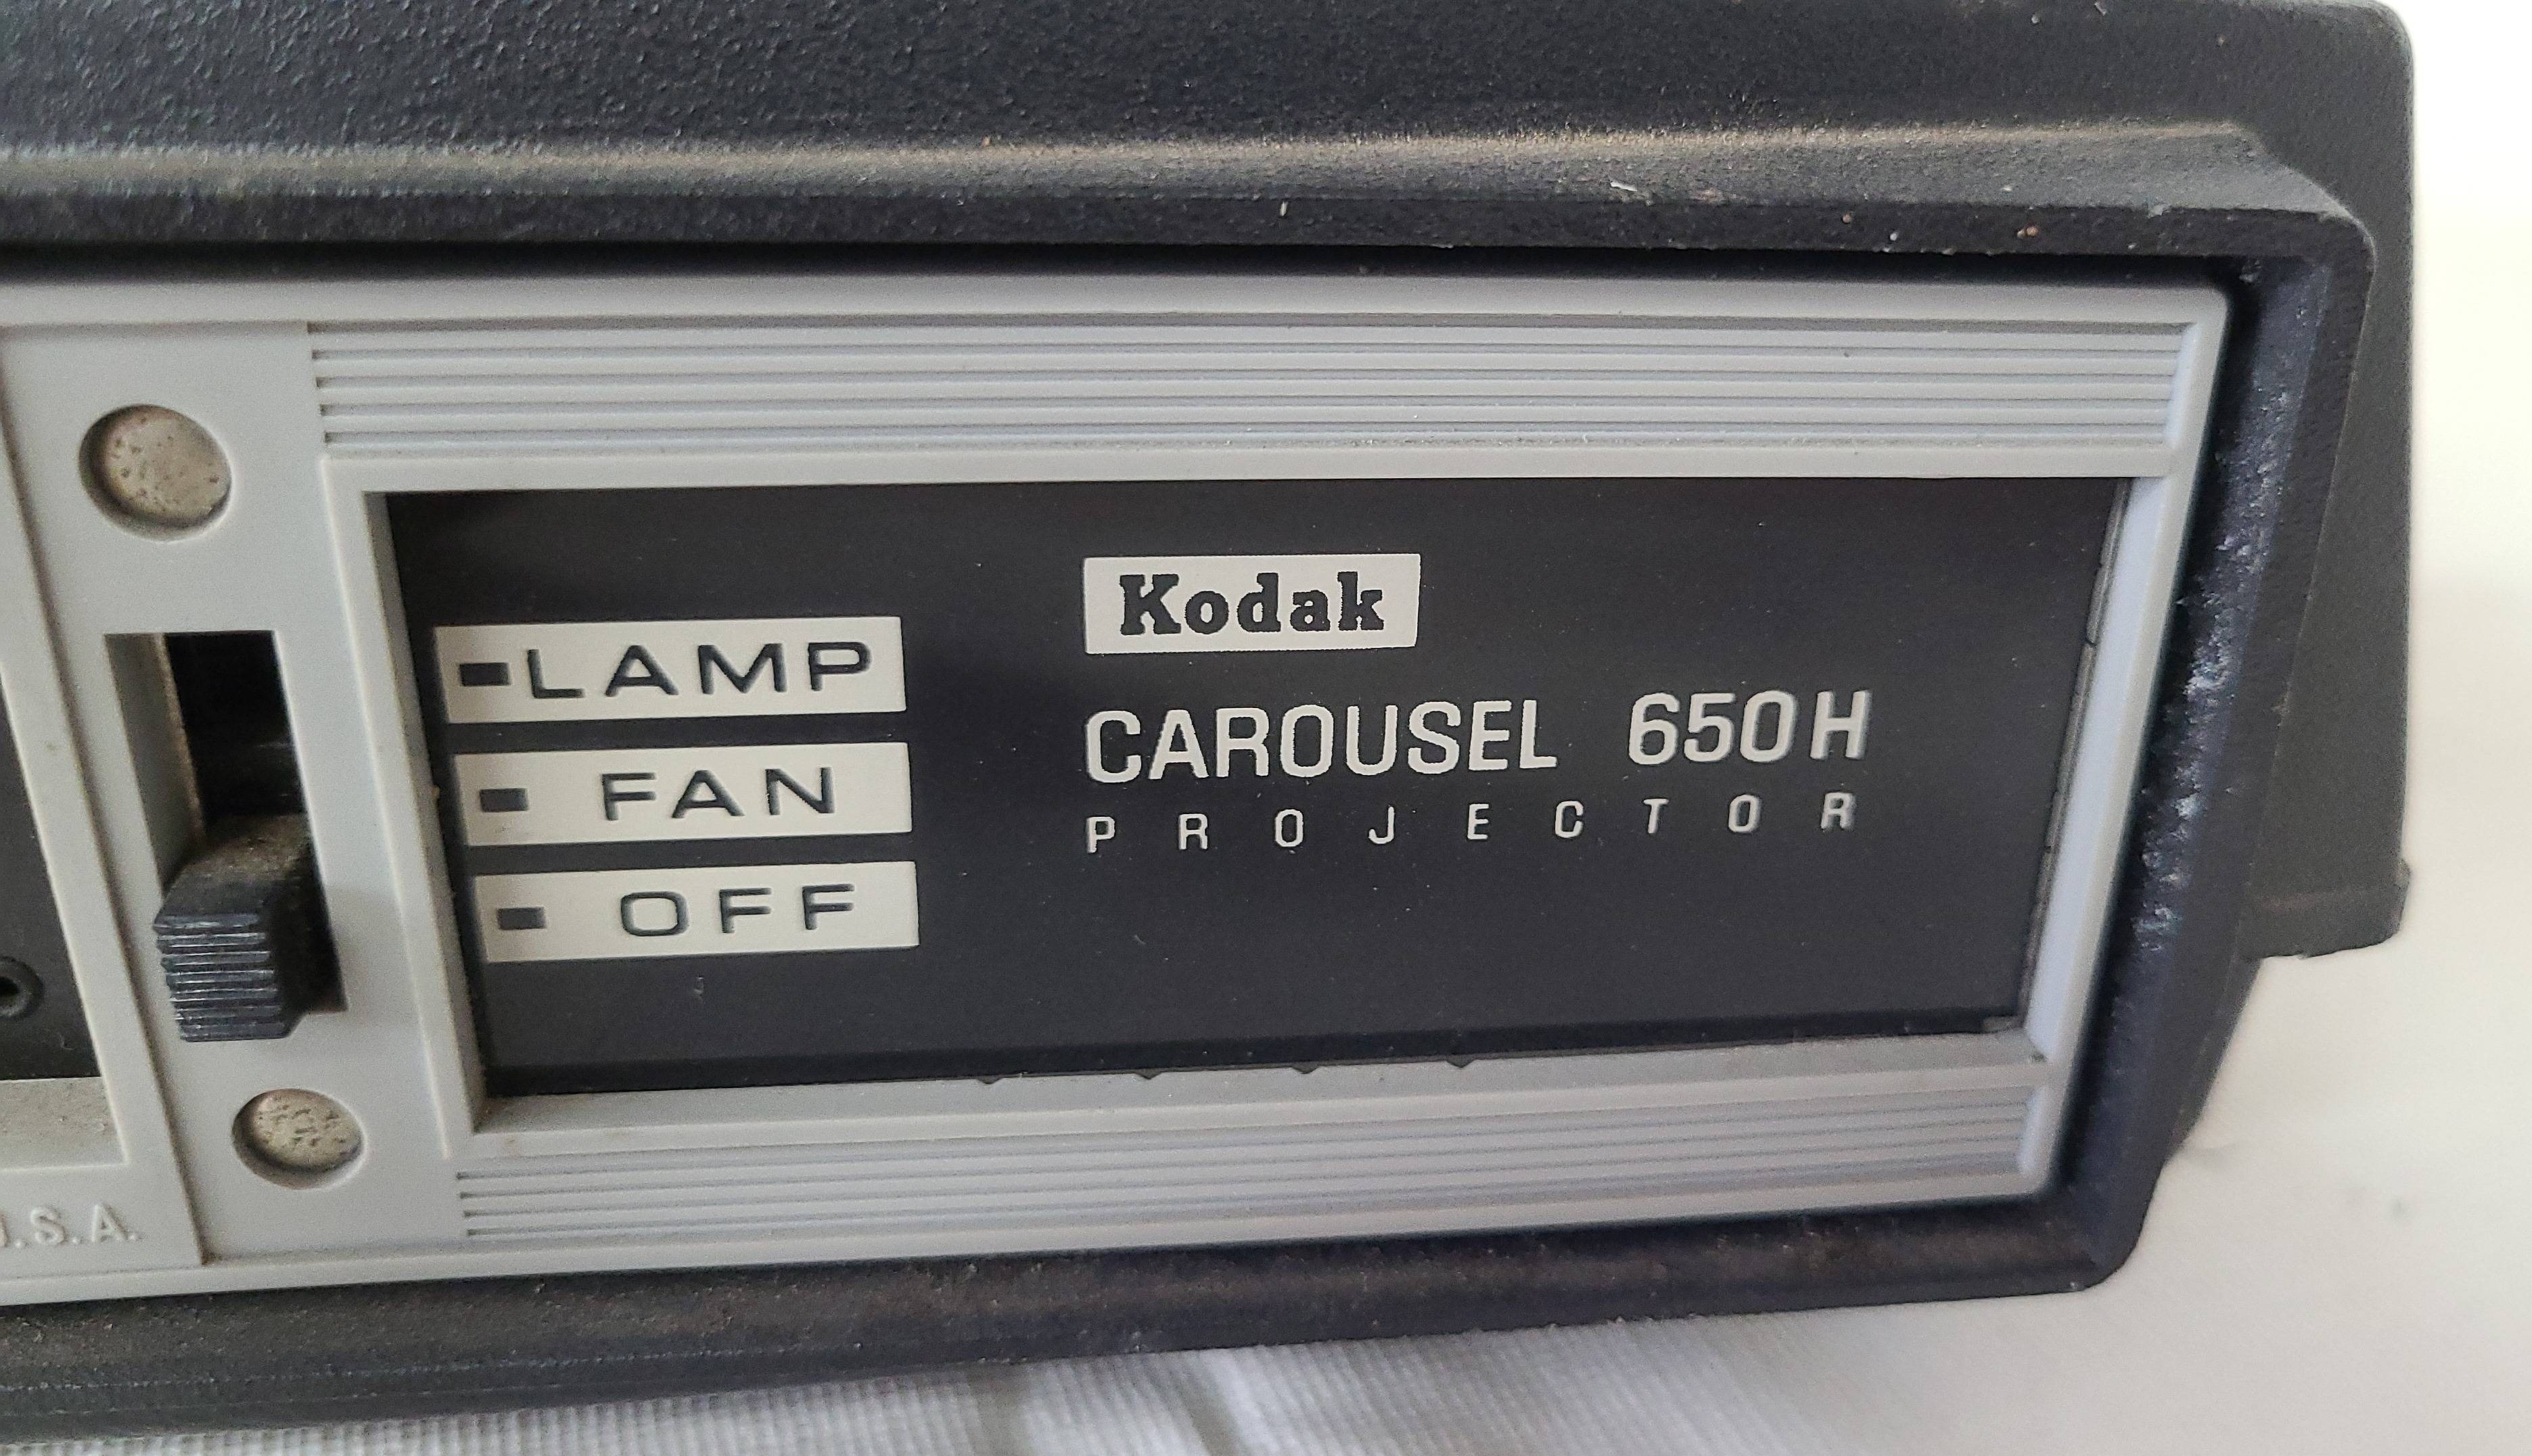 Kodak
LAMP
CAROUSEL 650H
FAN
PROJECTOR
OFF
U.S.A.